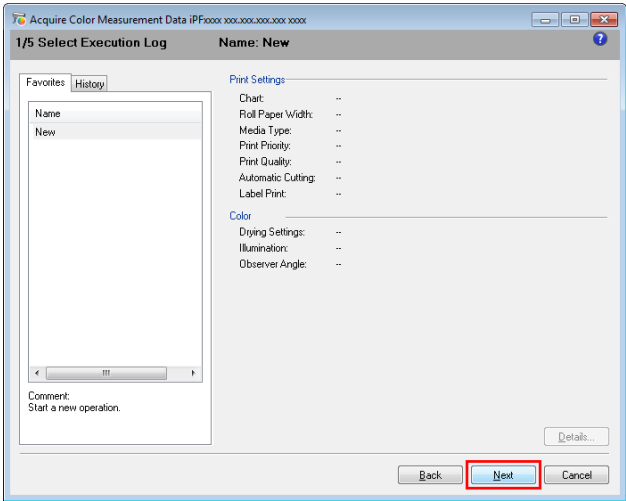 Acquire Color Measurement Data iPFxxxx xxx.xxx.xxx.xxx xxxx
1/5 Select Execution Log Name: New
Favorites History
Name
New
Comment:
Start a new operation.
Print Settings
Chart: --
Roll Paper Width: --
Media Type: --
Print Priority: --
Print Quality: --
Automatic Cutting: --
Label Print: --
Color
Drying Settings: --
Illumination: --
Observer Angle: --
Details...
Back Next Cancel